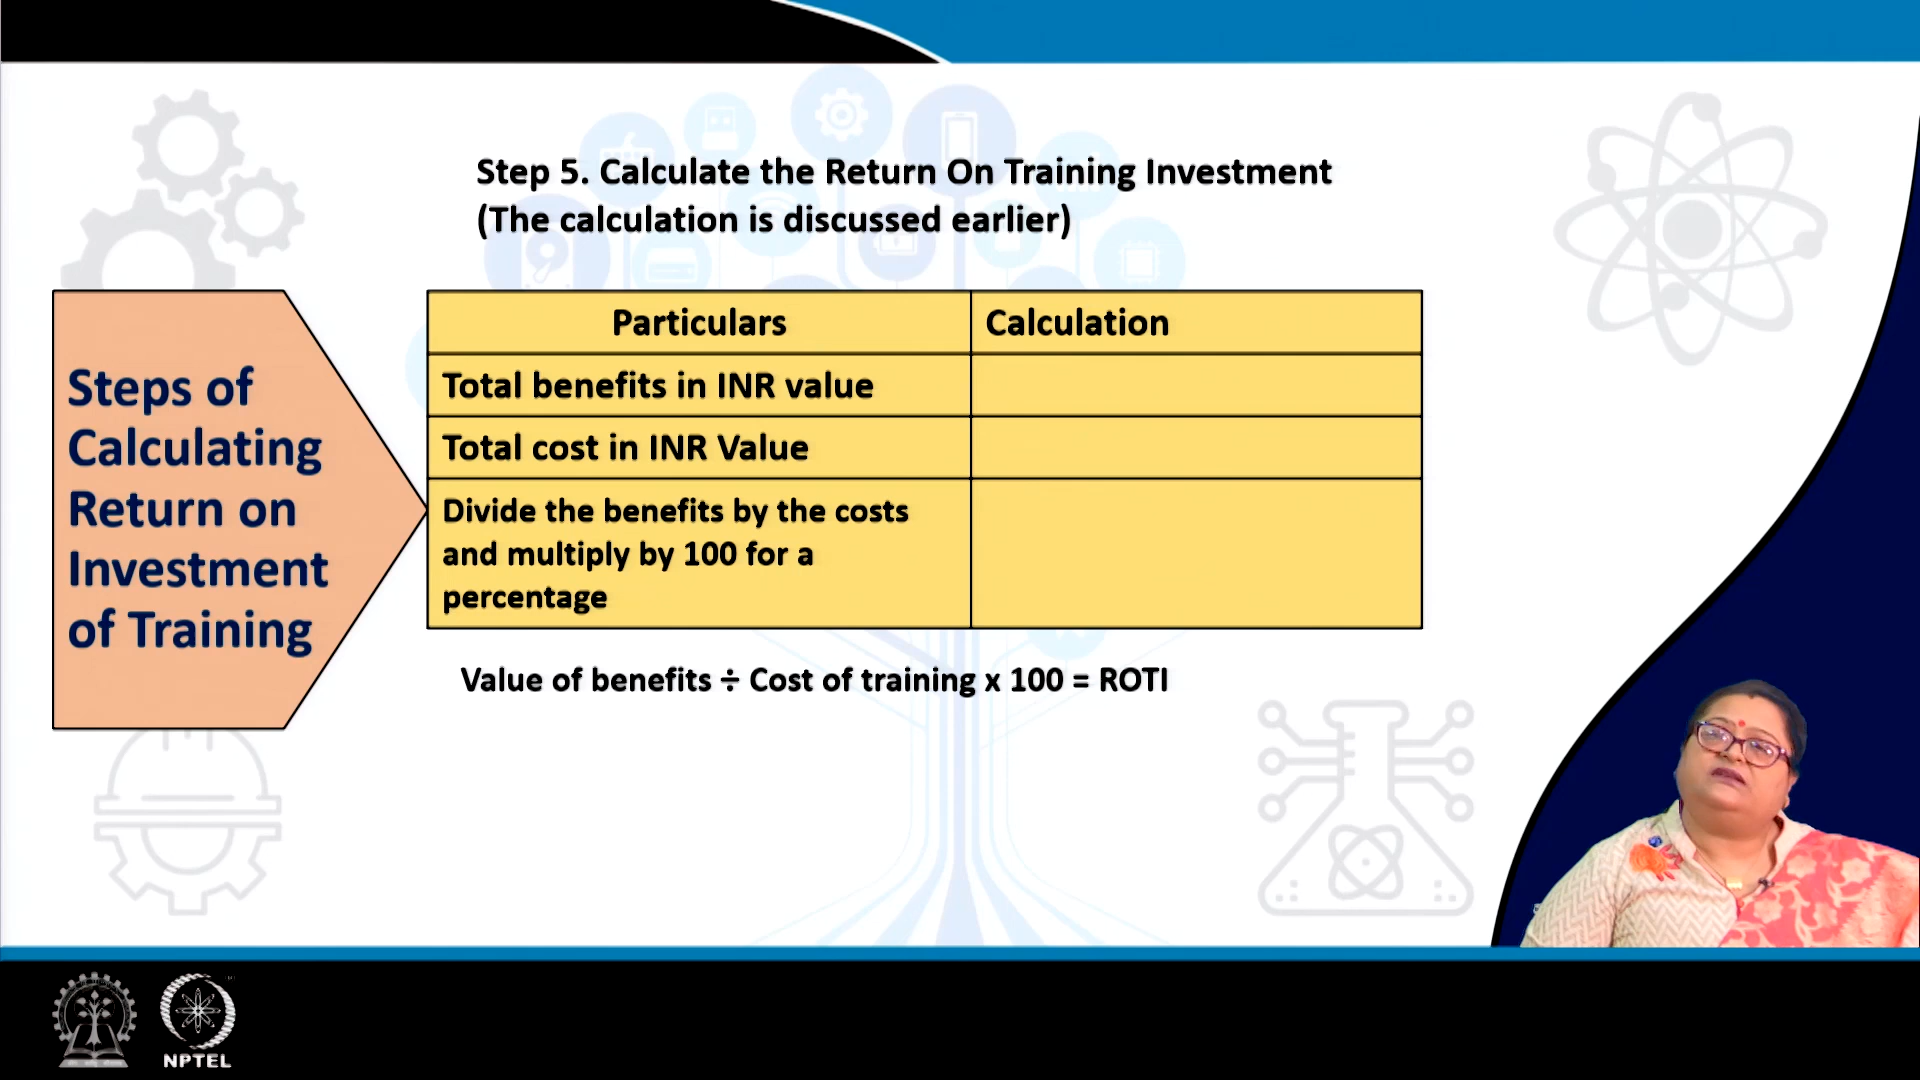 Step 5. Calculate the Return On Training Investment
(The calculation is discussed earlier)
Steps of
Calculating
Return on
Investment
of Training
Particulars
Calculation
Total benefits in INR value
Total cost in INR Value
Divide the benefits by the costs
and multiply by 100 for a
percentage
Value of benefits ÷ Cost of training x 100 = ROTI
NPTEL